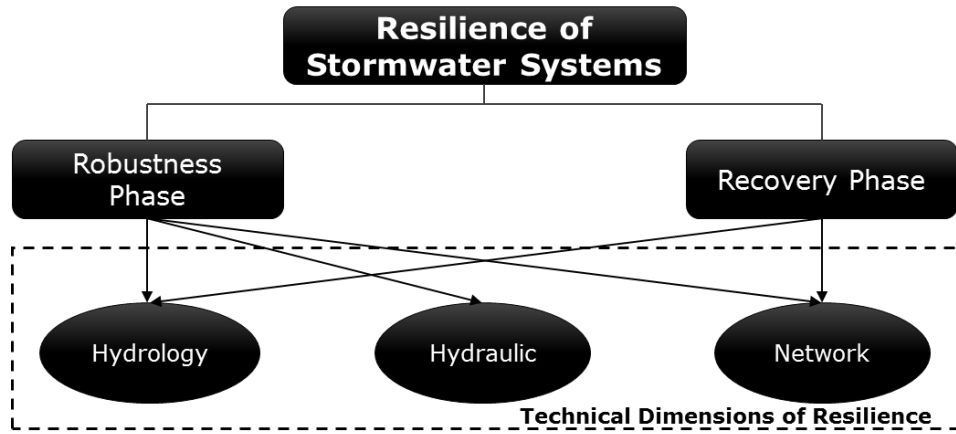 Resilience of
Stormwater Systems
Robustness
Phase
Recovery Phase
Hydrology
Hydraulic
Network
Technical Dimensions of Resilience